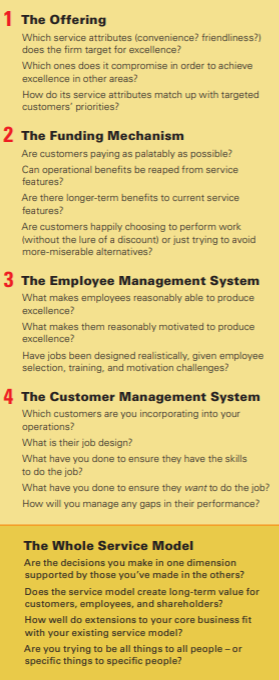 1 The Offering
Which service attributes (convenience? friendliness?)
does the firm target for excellence?
Which ones does it compromise in order to achieve
excellence in other areas?
How do its service attributes match up with targeted
customers' priorities?
2 The Funding Mechanism
Are customers paying as palatably as possible?
Can operational benefits be reaped from service
features?
Are there longer-term benefits to current service
features?
Are customers happily choosing to perform work
(without the lure of a discount) or just trying to avoid
more-miserable alternatives?
3 The Employee Management System
What makes employees reasonably able to produce
excellence?
What makes them reasonably motivated to produce
excellence?
Have jobs been designed realistically, given employee
selection, training, and motivation challenges?
4 The Customer Management System
Which customers are you incorporating into your
operations?
What is their job design?
What have you done to ensure they have the skills
to do the job?
What have you done to ensure they want to do the job?
How will you manage any gaps in their performance?
The Whole Service Model
Are the decisions you make in one dimension
supported by those you've made in the others?
Does the service model create long-term value for
customers, employees, and shareholders?
How well do extensions to your core business fit
with your existing service model?
Are you trying to be all things to all people – or
specific things to specific people?